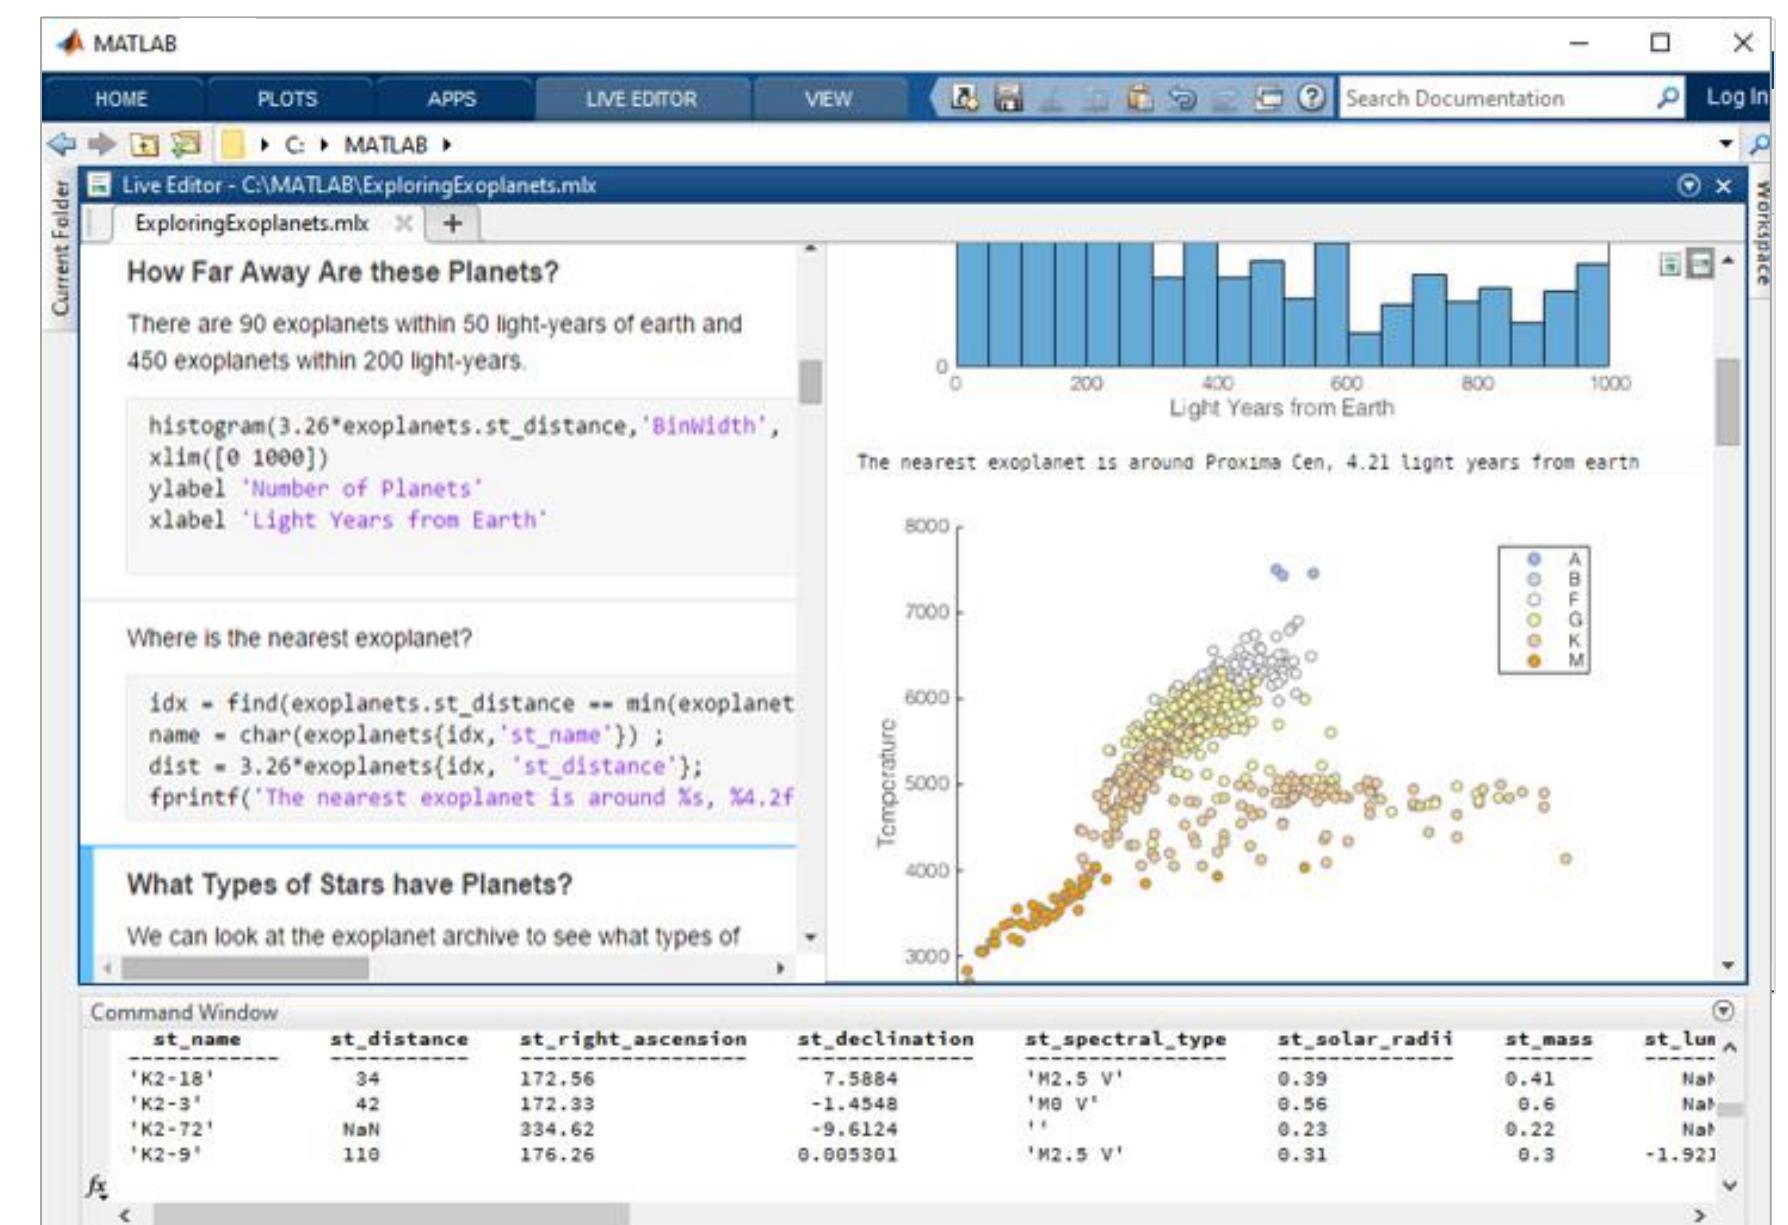 MATLAB
HOME PLOTS APPS LIVE EDITOR VIEW Search Documentation Log In
C: MATLAB
Current Folder
Workspace
Live Editor - C:\MATLAB\ExploringExoplanets.mlx
ExploringExoplanets.mlx
How Far Away Are these Planets?
There are 90 exoplanets within 50 light-years of earth and
450 exoplanets within 200 light-years.
histogram(3.26*exoplanets.st_distance,'BinWidth',
xlim([0 1000])
ylabel 'Number of Planets'
xlabel 'Light Years from Earth'
Where is the nearest exoplanet?
idx = find(exoplanets.st_distance == min(exoplanet
name = char(exoplanets{idx,'st_name'}) ;
dist = 3.26*exoplanets{idx, 'st_distance'};
fprintf('The nearest exoplanet is around %s, %4.2f
What Types of Stars have Planets?
We can look at the exoplanet archive to see what types of
0
0 200 400 600 800 1000
Light Years from Earth
The nearest exoplanet is around Proxima Cen, 4.21 light years from earth
8000
7000
6000
5000
4000
3000
Temperature
A
B
F
G
K
M
Command Window
st_name st_distance st_right_ascension st_declination st_spectral_type st_solar_radii st_mass st_lum
'K2-18' 34 172.56 7.5884 'M2.5 V' 0.39 0.41 NaN
'K2-3' 42 172.33 -1.4548 'M0 V' 0.56 0.6 NaN
'K2-72' NaN 334.62 -9.6124 '' 0.23 0.22 NaN
'K2-9' 110 176.26 0.005301 'M2.5 V' 0.31 0.3 -1.921
fx